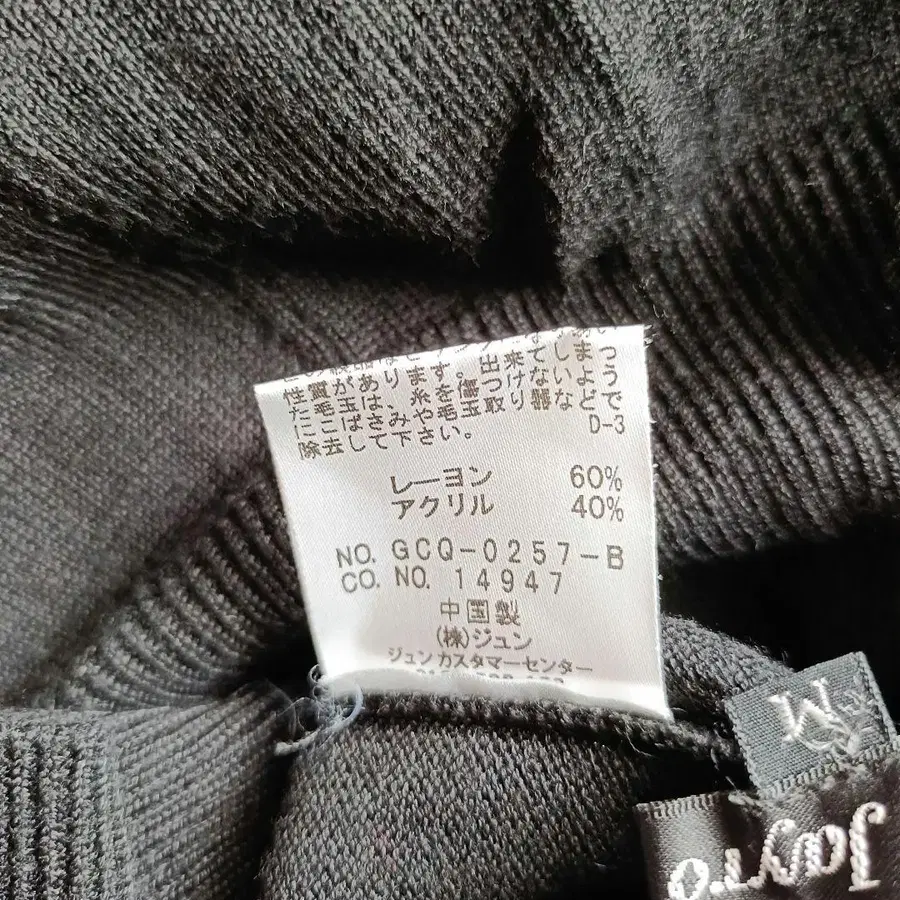 性質があります。出来てしまっ
た毛玉は、糸を傷つけないよう
ににこばさみや毛玉取り器などで
除去して下さい。 D-3
レーヨン 60%
アクリル 40%
NO. GCQ-0257-B
CO. NO. 14947
中国製
(株)ジュン
ジュンカスタマーセンター
M